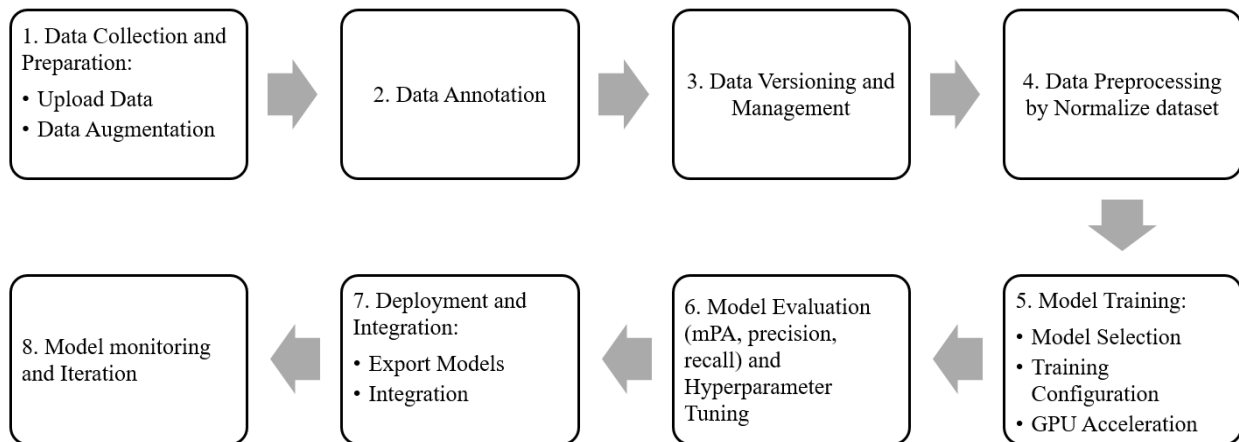 1. Data Collection and
Preparation:
• Upload Data
• Data Augmentation
2. Data Annotation
3. Data Versioning and
Management
4. Data Preprocessing
by Normalize dataset
5. Model Training:
• Model Selection
• Training
Configuration
• GPU Acceleration
6. Model Evaluation
(mPA, precision,
recall) and
Hyperparameter
Tuning
7. Deployment and
Integration:
• Export Models
• Integration
8. Model monitoring
and Iteration